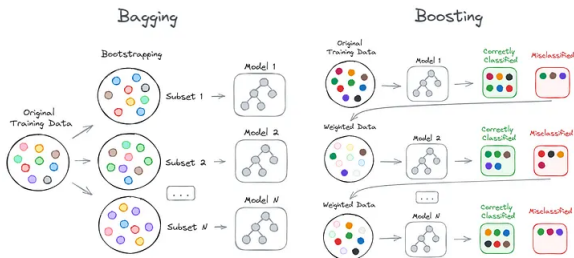 Bagging
Bootstrapping
Original
Training Data
Subset 1
Model 1
Subset 2
Model 2
...
Subset N
Model N
Boosting
Original
Training Data
Model 1
Correctly
Classified
Misclassified
Weighted Data
Model 2
Correctly
Classified
Misclassified
...
Weighted Data
Model N
Correctly
Classified
Misclassified